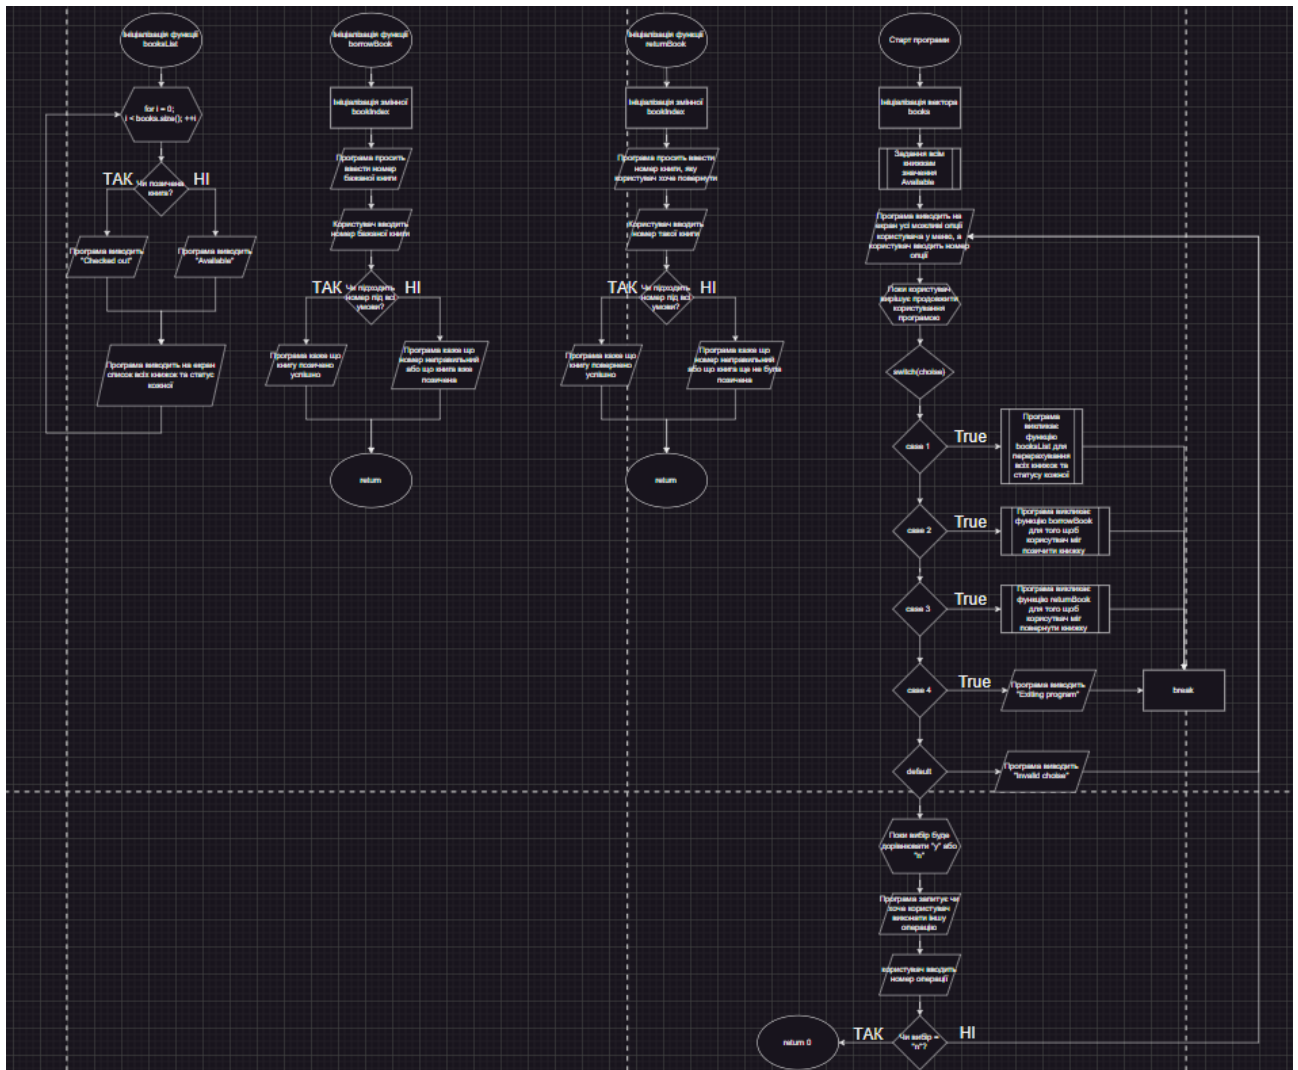 Ініціалізація функції
booksList
for i = 0;
i < books.size(); ++i
ТАК
НІ
Чи позичена
книга?
Програма виводить
"Checked out"
Програма виводить
"Available"
Програма виводить на екран
список всіх книжок та статус
кожної
Ініціалізація функції
borrowBook
Ініціалізація змінної
bookIndex
Програма просить
ввести номер
бажаної книги
Користувач вводить
номер бажаної книги
ТАК
НІ
Чи підходить
номер під всі
умови?
Програма каже що
книгу позичено
успішно
Програма каже що
номер неправильний
або що книга вже
позичена
return
Ініціалізація функції
returnBook
Ініціалізація змінної
bookIndex
Програма просить ввести
номер книги, яку
користувач хоче повернути
Користувач вводить
номер такої книги
ТАК
НІ
Чи підходить
номер під всі
умови?
Програма каже що
книгу повернено
успішно
Програма каже що
номер неправильний
або що книга ще не була
позичена
return
Старт програми
Ініціалізація вектора
books
Задання всім
книжкам
значення
Available
Програма виводить на
екран усі можливі опції
користувача у меню, а
користувач вводить номер
опції
Поки користувач
вирішує продовжити
користування
програмою
switch(choise)
case 1
True
Програма
викликає
функцію
booksList для
перерахування
всіх книжок та
статусу кожної
case 2
True
Програма викликає
функцію borrowBook
для того щоб
користувач міг
позичити книжку
case 3
True
Програма викликає
функцію returnBook
для того щоб
користувач міг
повернути книжку
case 4
True
Програма виводить
"Exiting program"
break
default
Програма виводить
"Invalid choise"
Поки вибір буде
дорівнювати "y" або
"n"
Програма запитує чи
хоче користувач
виконати іншу
операцію
користувач вводить
номер операції
Чи вибір =
"n"?
ТАК
НІ
return 0